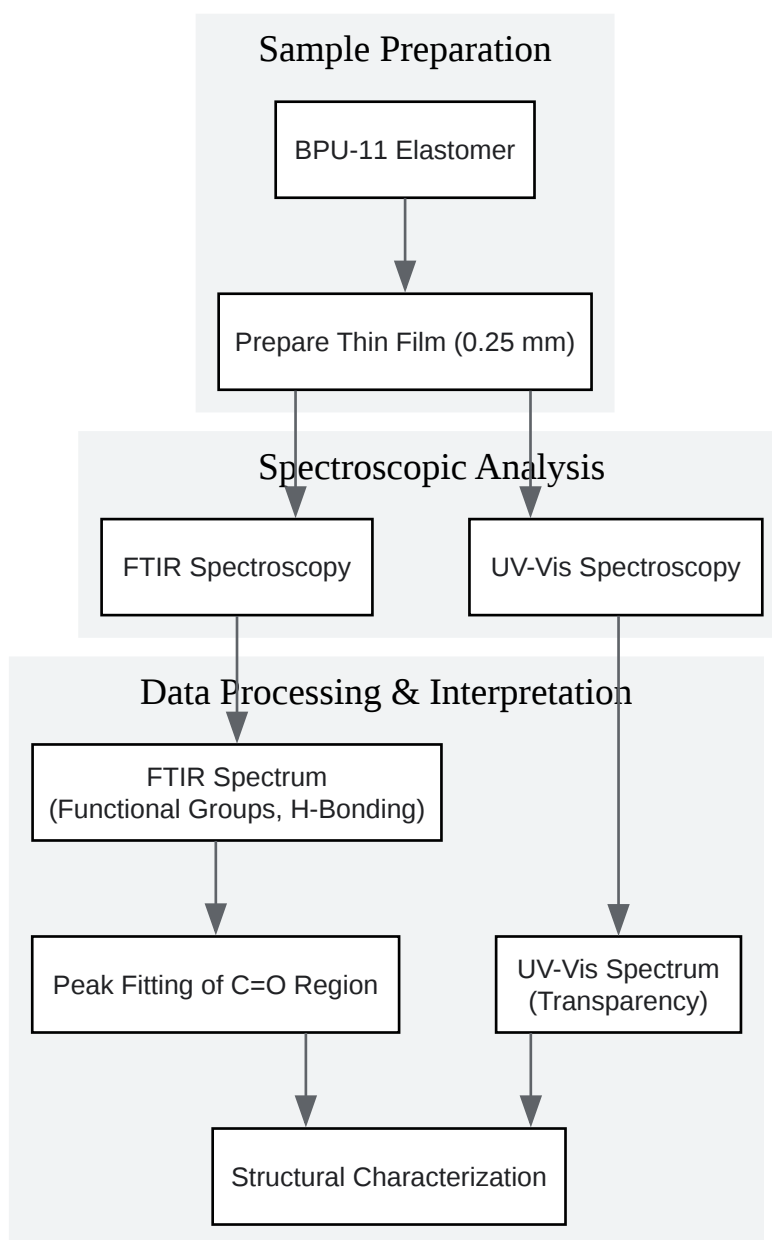 Sample Preparation
BPU-11 Elastomer
Prepare Thin Film (0.25 mm)
Spectroscopic Analysis
FTIR Spectroscopy
UV-Vis Spectroscopy
Data Processing & Interpretation
FTIR Spectrum
(Functional Groups, H-Bonding)
Peak Fitting of C=O Region
UV-Vis Spectrum
(Transparency)
Structural Characterization